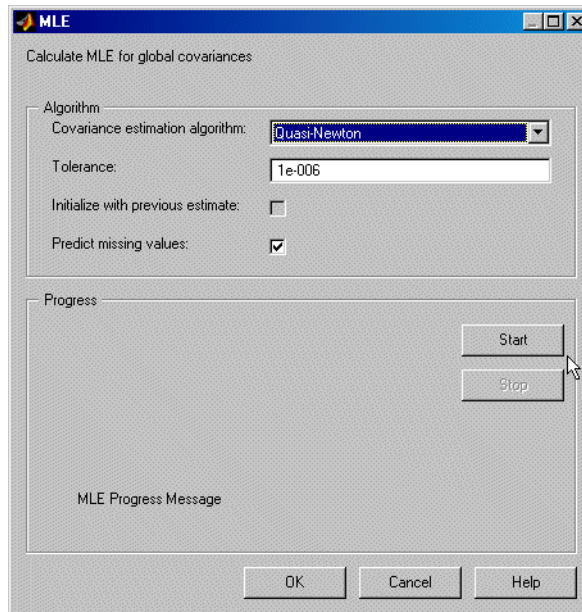 MLE
Calculate MLE for global covariances
Algorithm
Covariance estimation algorithm: Quasi-Newton
Tolerance: 1e-006
Initialize with previous estimate:
Predict missing values:
Progress
Start
Stop
MLE Progress Message
OK Cancel Help